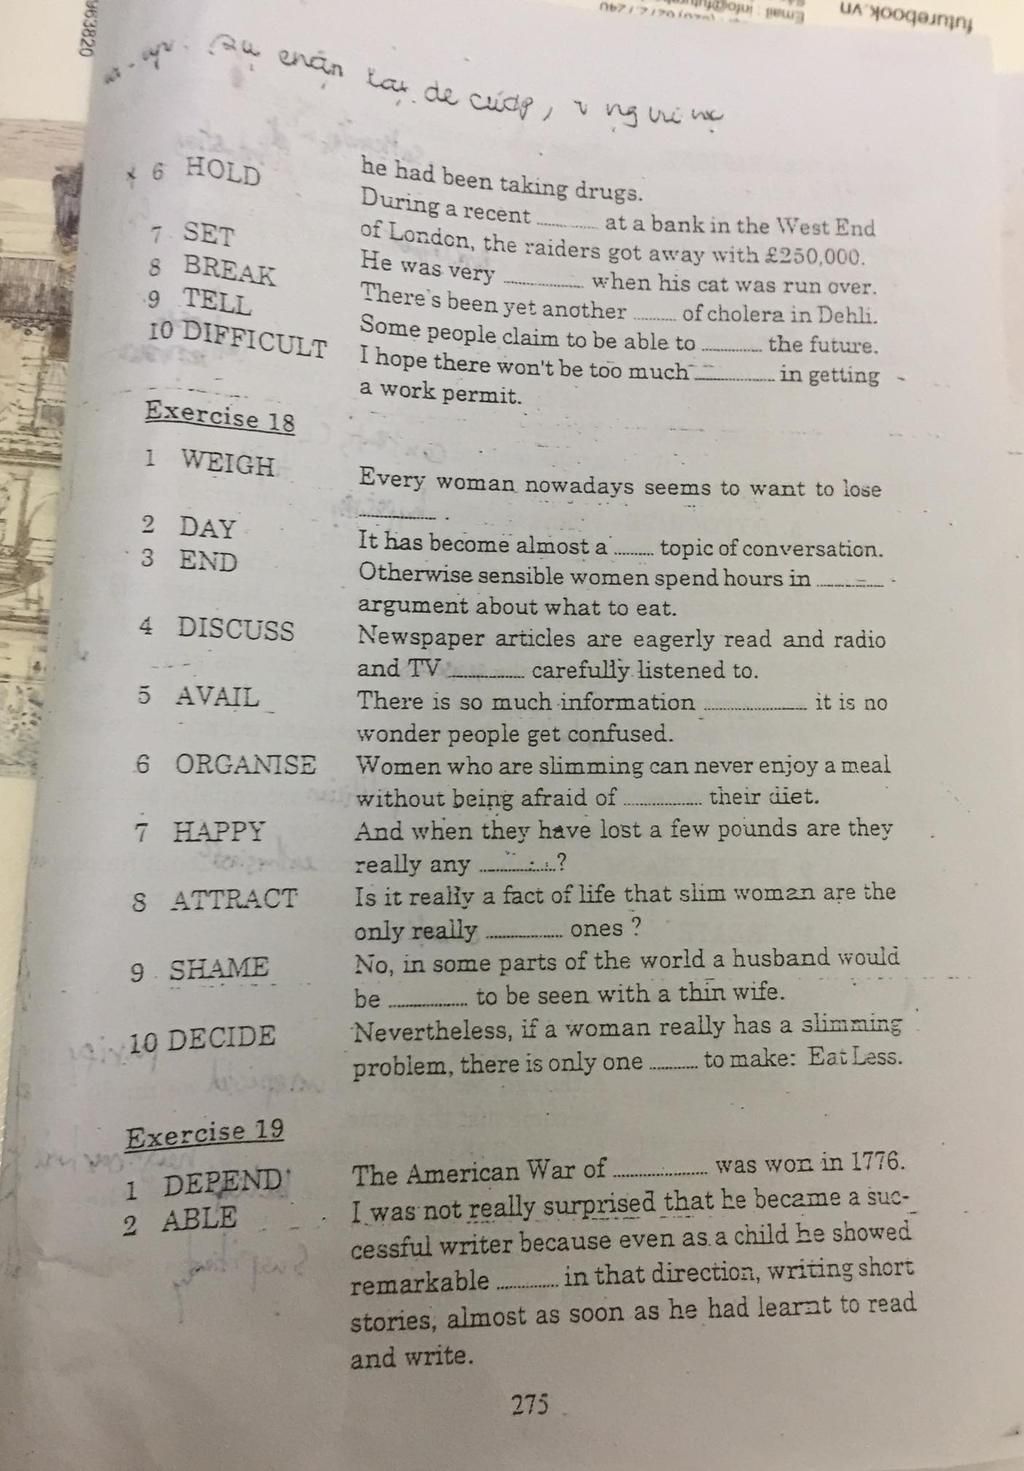 963820
Email : info@futurebook
futurebook.vn
Sự chặn lại để cướp,
he had been taking drugs.
6 HOLD During a recent ............ at a bank in the West End
of London, the raiders got away with £250,000.
7 SET He was very ............ when his cat was run over.
8 BREAK There's been yet another ............ of cholera in Dehli.
9 TELL Some people claim to be able to ............ the future.
10 DIFFICULT I hope there won't be too much ............ in getting
a work permit.
Exercise 18
1 WEIGH Every woman nowadays seems to want to lose
............ .
2 DAY It has become almost a ............ topic of conversation.
3 END Otherwise sensible women spend hours in ............
argument about what to eat.
4 DISCUSS Newspaper articles are eagerly read and radio
and TV ............ carefully listened to.
5 AVAIL There is so much information ............ it is no
wonder people get confused.
6 ORGANISE Women who are slimming can never enjoy a meal
without being afraid of ............ their diet.
7 HAPPY And when they have lost a few pounds are they
really any ............?
8 ATTRACT Is it really a fact of life that slim woman are the
only really ............ ones ?
9 SHAME No, in some parts of the world a husband would
be ............ to be seen with a thin wife.
10 DECIDE Nevertheless, if a woman really has a slimming
problem, there is only one ............ to make: Eat Less.
Exercise 19
1 DEPEND The American War of ............ was won in 1776.
2 ABLE I was not really surprised that he became a suc-
cessful writer because even as a child he showed
remarkable ............ in that direction, writing short
stories, almost as soon as he had learnt to read
and write.
275